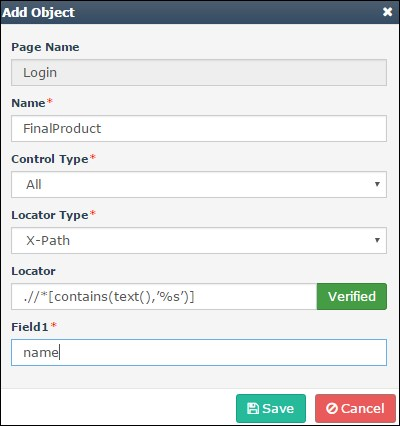 Add Object ✖
Page Name
Login
Name*
FinalProduct
Control Type*
All
Locator Type*
X-Path
Locator
.//*[contains(text(),’%s’)] Verified
Field1*
name
Save Cancel